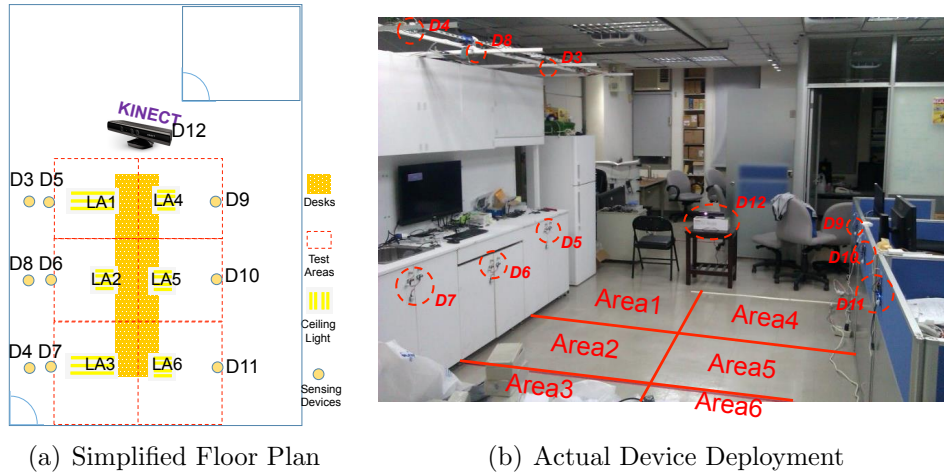 KINECT
D12
D3 D5
LA1
LA4
D9
Desks
D8 D6
LA2
LA5
D10
Test
Areas
D4 D7
LA3
LA6
D11
Ceiling
Light
Sensing
Devices
(a) Simplified Floor Plan
D4
D8
D3
D12
D5
D6
D7
D9
D10
D11
Area1
Area4
Area2
Area5
Area3
Area6
(b) Actual Device Deployment